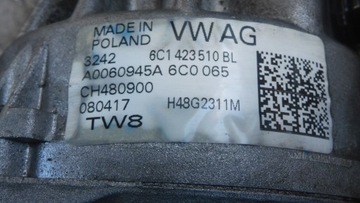 MADE IN POLAND VW AG
3242 6C1 423 510 BL
A0060945A 6C0 065
CH480900
080417 H48G2311M
TW8